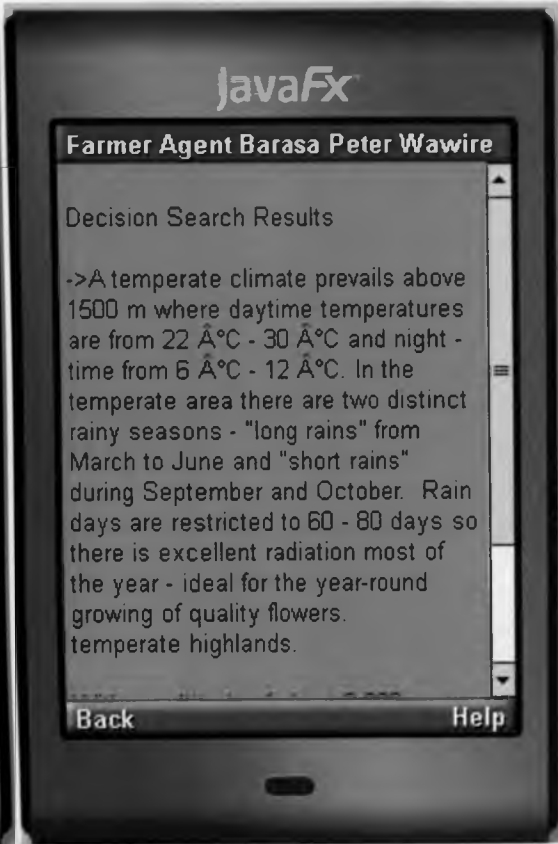 JavaFx
Farmer Agent Barasa Peter Wawire
Decision Search Results
->A temperate climate prevails above
1500 m where daytime temperatures
are from 22 Â°C - 30 Â°C and night -
time from 6 Â°C - 12 Â°C. In the
temperate area there are two distinct
rainy seasons - "long rains" from
March to June and "short rains"
during September and October. Rain
days are restricted to 60 - 80 days so
there is excellent radiation most of
the year - ideal for the year-round
growing of quality flowers.
temperate highlands.
Back
Help